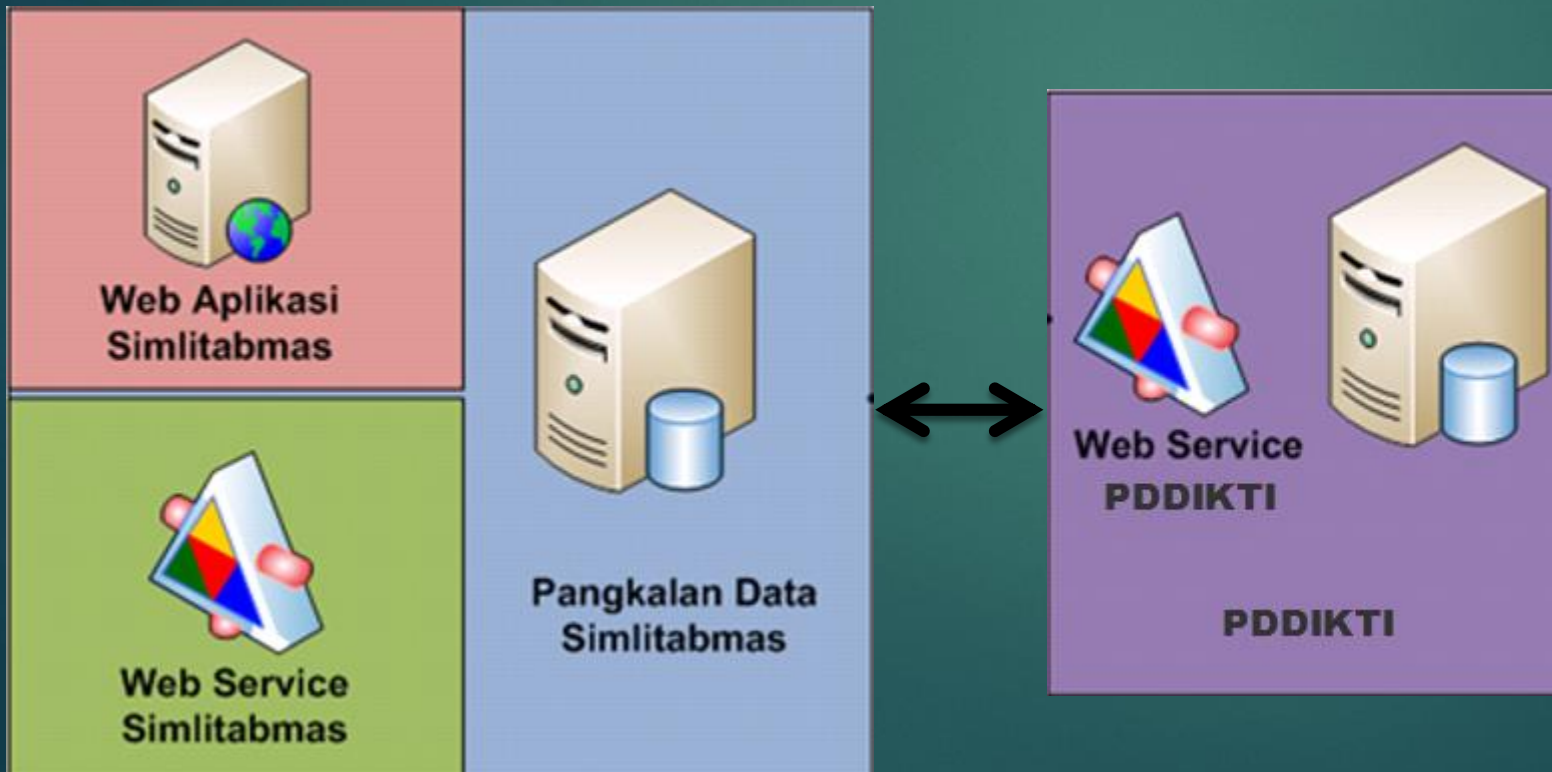 Web Aplikasi
Simlitabmas
Web Service
Simlitabmas
Pangkalan Data
Simlitabmas
Web Service
PDDIKTI
PDDIKTI